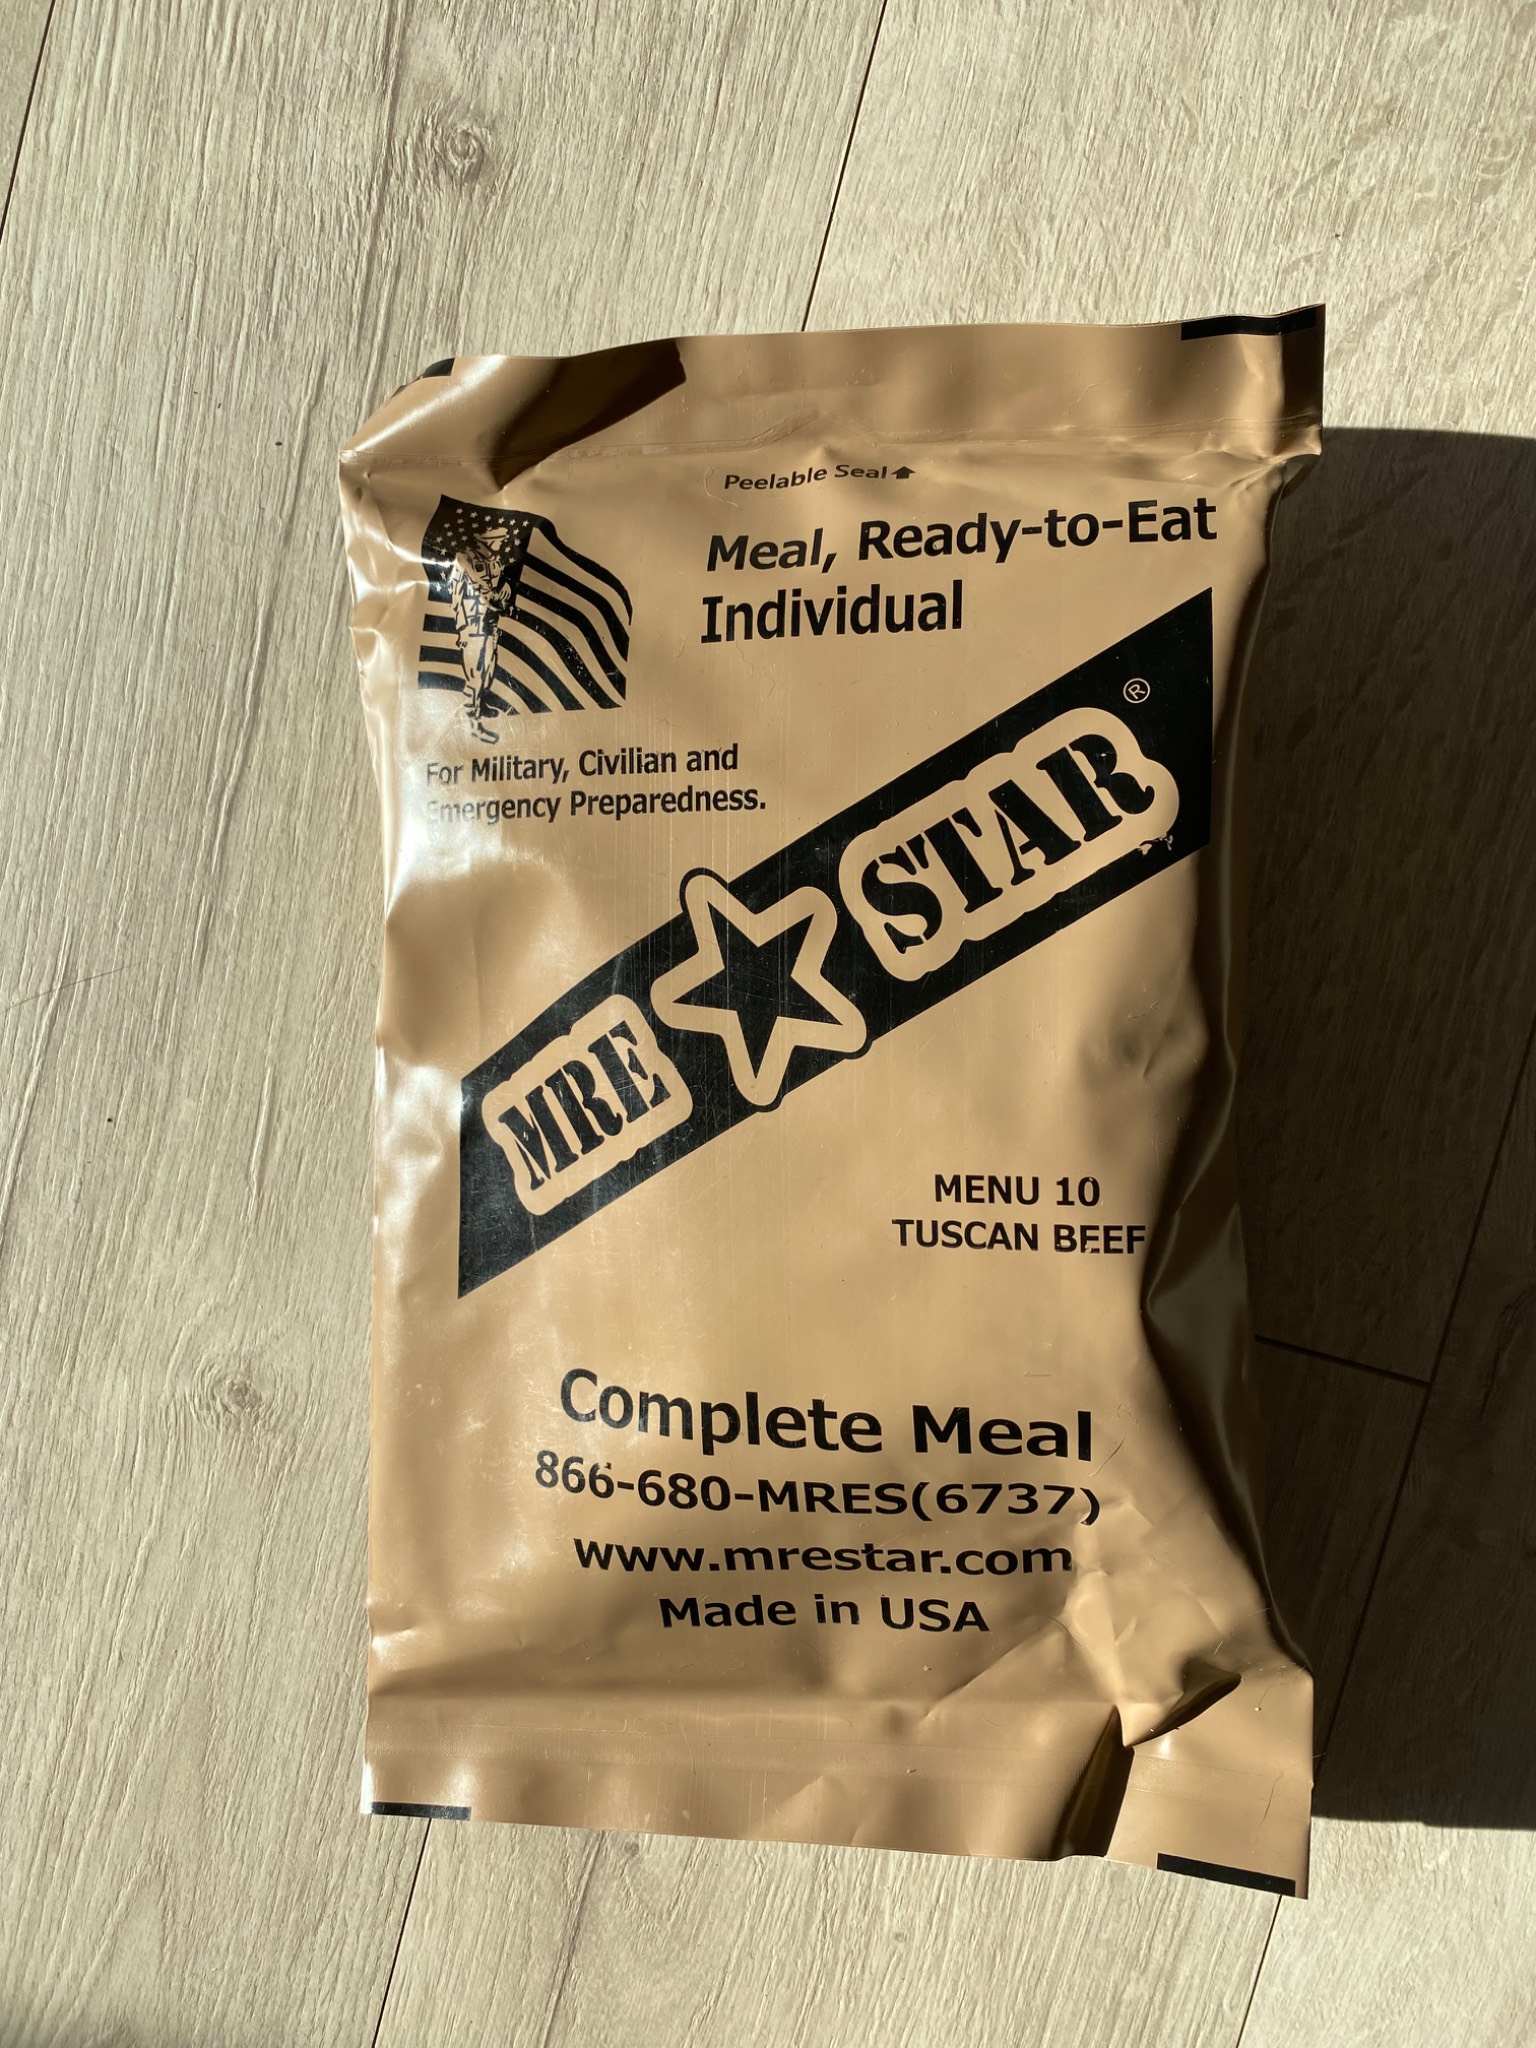 Peelable Seal
Meal, Ready-to-Eat
Individual
For Military, Civilian and
Emergency Preparedness.
MRE STAR ®
MENU 10
TUSCAN BEEF
Complete Meal
866-680-MRES(6737)
www.mrestar.com
Made in USA